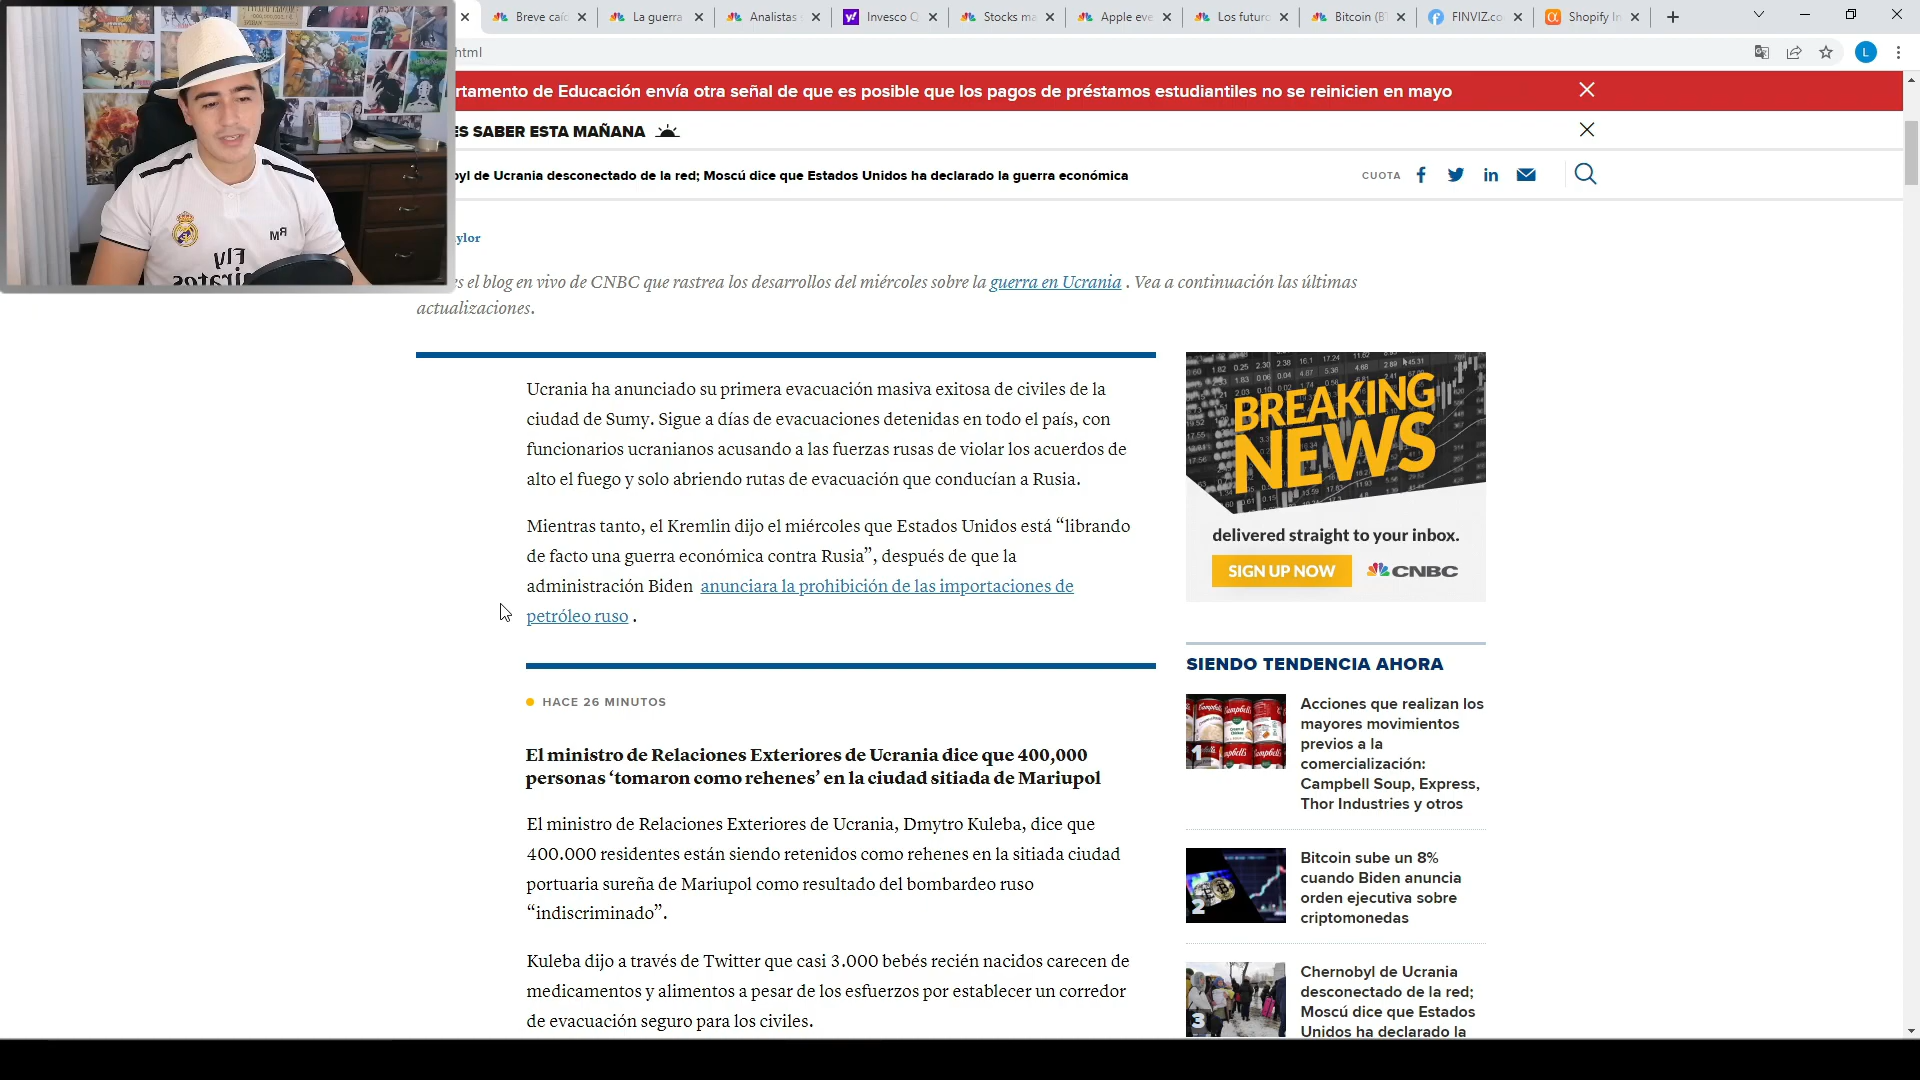 Breve caíd
La guerra
Analistas
Invesco Q
Stocks ma
Apple eve
Los futur
Bitcoin (BT
FINVIZ.co
Shopify In
html
L
rtamento de Educación envía otra señal de que es posible que los pagos de préstamos estudiantiles no se reinicien en mayo
ES SABER ESTA MAÑANA
byl de Ucrania desconectado de la red; Moscú dice que Estados Unidos ha declarado la guerra económica
CUOTA
ylor
es el blog en vivo de CNBC que rastrea los desarrollos del miércoles sobre la guerra en Ucrania . Vea a continuación las últimas
actualizaciones.
Ucrania ha anunciado su primera evacuación masiva exitosa de civiles de la
ciudad de Sumy. Sigue a días de evacuaciones detenidas en todo el país, con
funcionarios ucranianos acusando a las fuerzas rusas de violar los acuerdos de
alto el fuego y solo abriendo rutas de evacuación que conducían a Rusia.
Mientras tanto, el Kremlin dijo el miércoles que Estados Unidos está “librando
de facto una guerra económica contra Rusia”, después de que la
administración Biden anunciara la prohibición de las importaciones de
petróleo ruso .
HACE 26 MINUTOS
El ministro de Relaciones Exteriores de Ucrania dice que 400,000
personas ‘tomaron como rehenes’ en la ciudad sitiada de Mariupol
El ministro de Relaciones Exteriores de Ucrania, Dmytro Kuleba, dice que
400.000 residentes están siendo retenidos como rehenes en la sitiada ciudad
portuaria sureña de Mariupol como resultado del bombardeo ruso
“indiscriminado”.
Kuleba dijo a través de Twitter que casi 3.000 bebés recién nacidos carecen de
medicamentos y alimentos a pesar de los esfuerzos por establecer un corredor
de evacuación seguro para los civiles.
BREAKING
NEWS
delivered straight to your inbox.
SIGN UP NOW
CNBC
SIENDO TENDENCIA AHORA
1
Acciones que realizan los
mayores movimientos
previos a la
comercialización:
Campbell Soup, Express,
Thor Industries y otros
2
Bitcoin sube un 8%
cuando Biden anuncia
orden ejecutiva sobre
criptomonedas
3
Chernobyl de Ucrania
desconectado de la red;
Moscú dice que Estados
Unidos ha declarado la
Fly